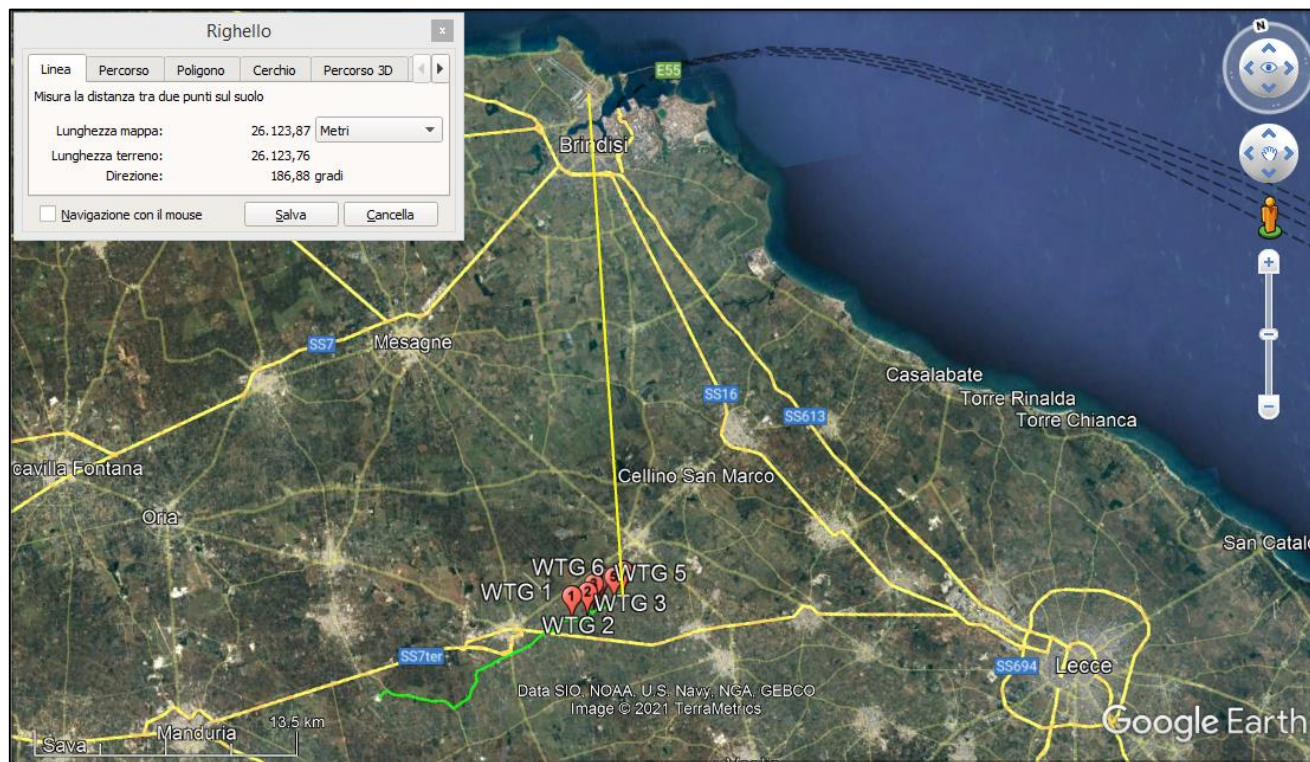 Righello
Linea
Percorso
Poligono
Cerchio
Percorso 3D
Misura la distanza tra due punti sul suolo
Lunghezza mappa: 26.123,87 Metri
Lunghezza terreno: 26.123,76
Direzione: 186,88 gradi
Navigazione con il mouse
Salva
Cancella
N
E55
Brindisi
SS7
Mesagne
Casalabate
SS16
Torre Rinalda
SS613
Torre Chianca
cavilla Fontana
Cellino San Marco
Oria
San Catal
WTG 6
WTG 5
WTG 1
1
2
WTG 3
WTG 2
SS7ter
SS694
Lecce
Data SIO, NOAA, U.S. Navy, NGA, GEBCO
Image © 2021 TerraMetrics
Google Earth
13.5 km
Manduria
Sava